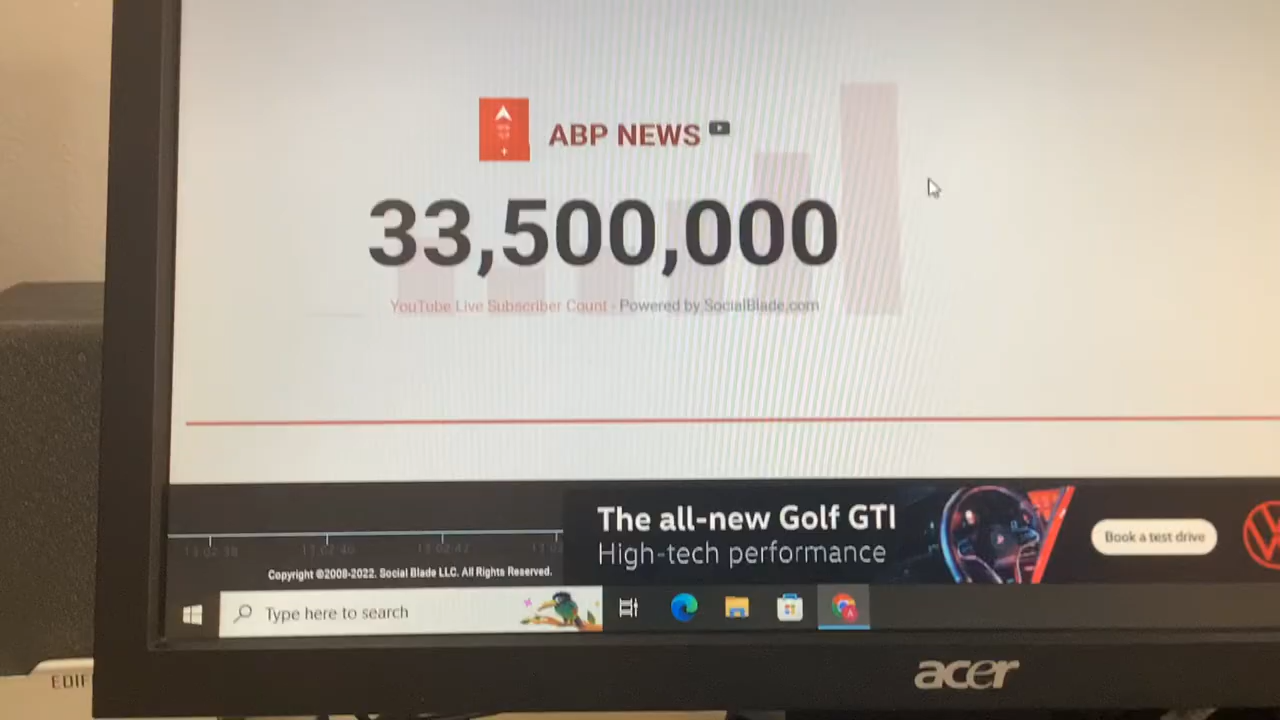 ABP NEWS
33,500,000
YouTube Live Subscriber Count - Powered by SocialBlade.com
The all-new Golf GTI
High-tech performance
Book a test drive
Copyright ©2008-2022. Social Blade LLC. All Rights Reserved.
Type here to search
acer
EDIF